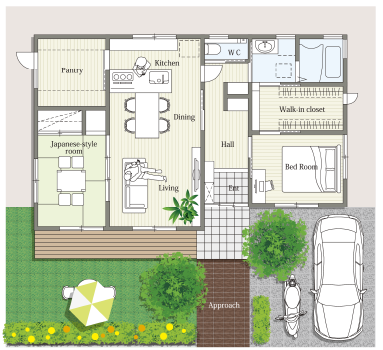 Kitchen
W C
Pantry
Walk-in closet
Dining
Japanese-style
room
Hall
Bed Room
Living
Ent
Approach